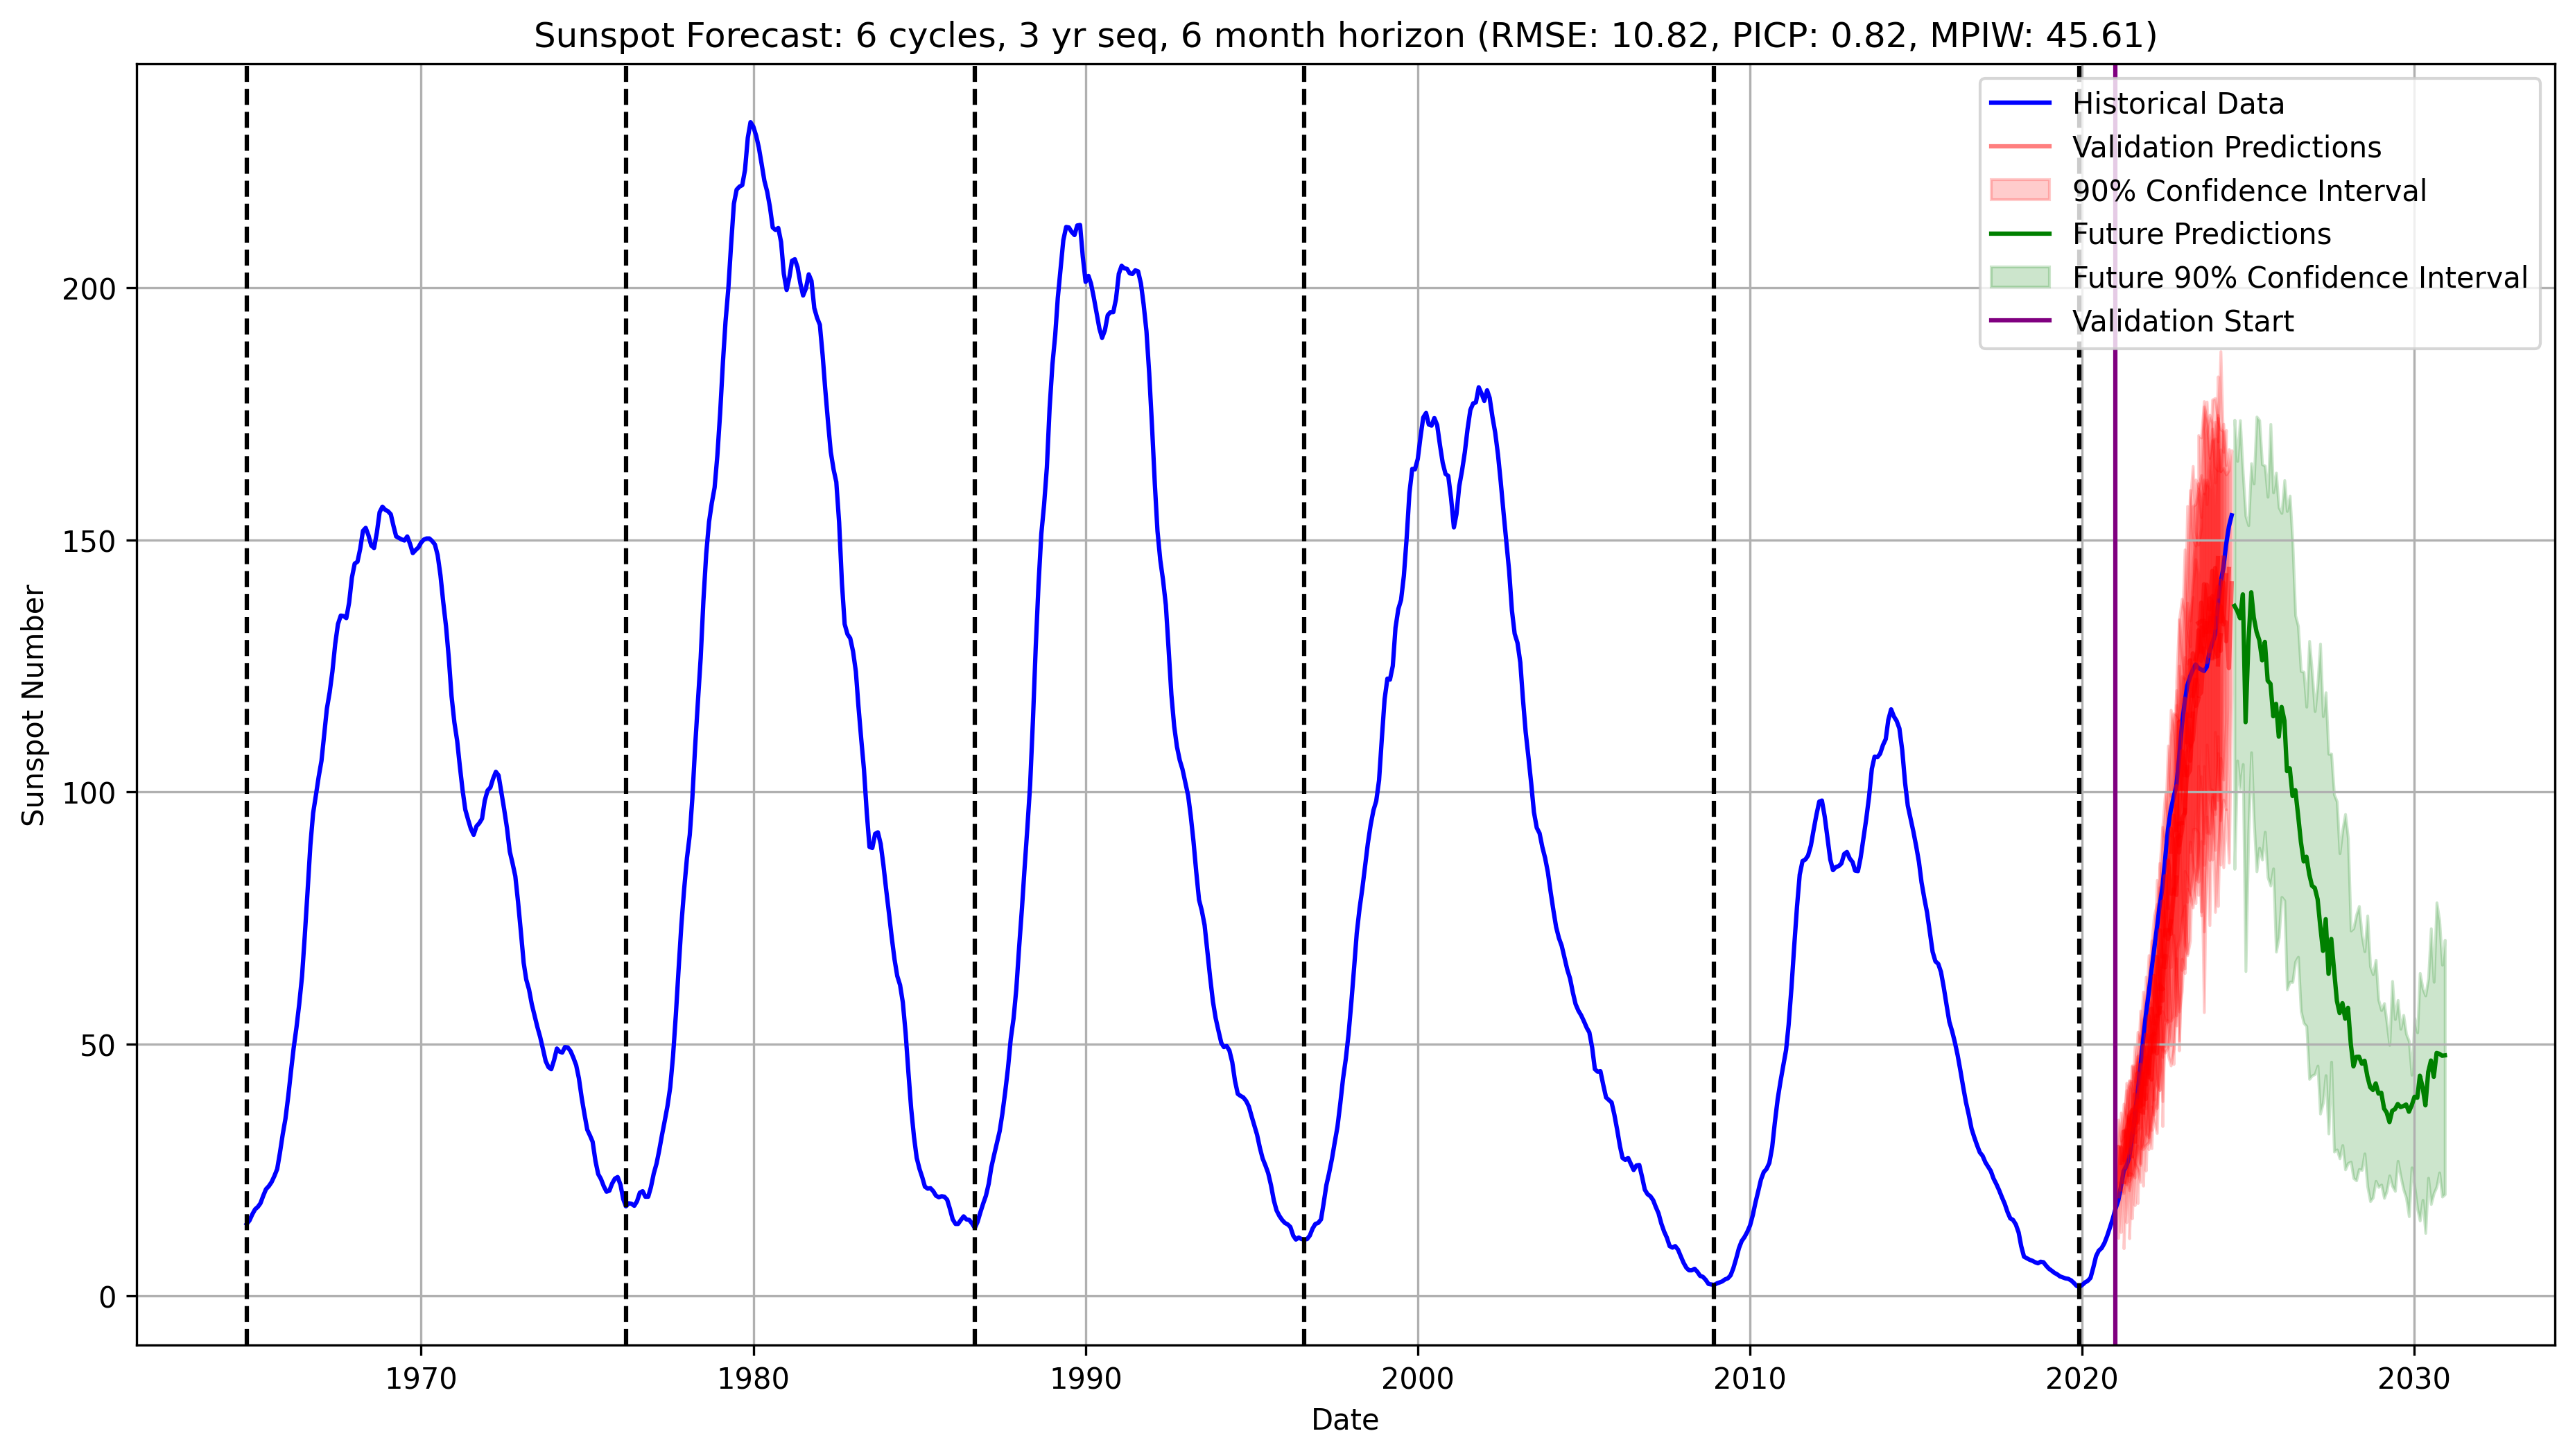 Sunspot Forecast: 6 cycles, 3 yr seq, 6 month horizon (RMSE: 10.82, PICP: 0.82, MPIW: 45.61)
Historical Data
Validation Predictions
90% Confidence Interval
Future Predictions
Future 90% Confidence Interval
Validation Start
Sunspot Number
200
150
100
50
0
1970 1980 1990 2000 2010 2020 2030
Date